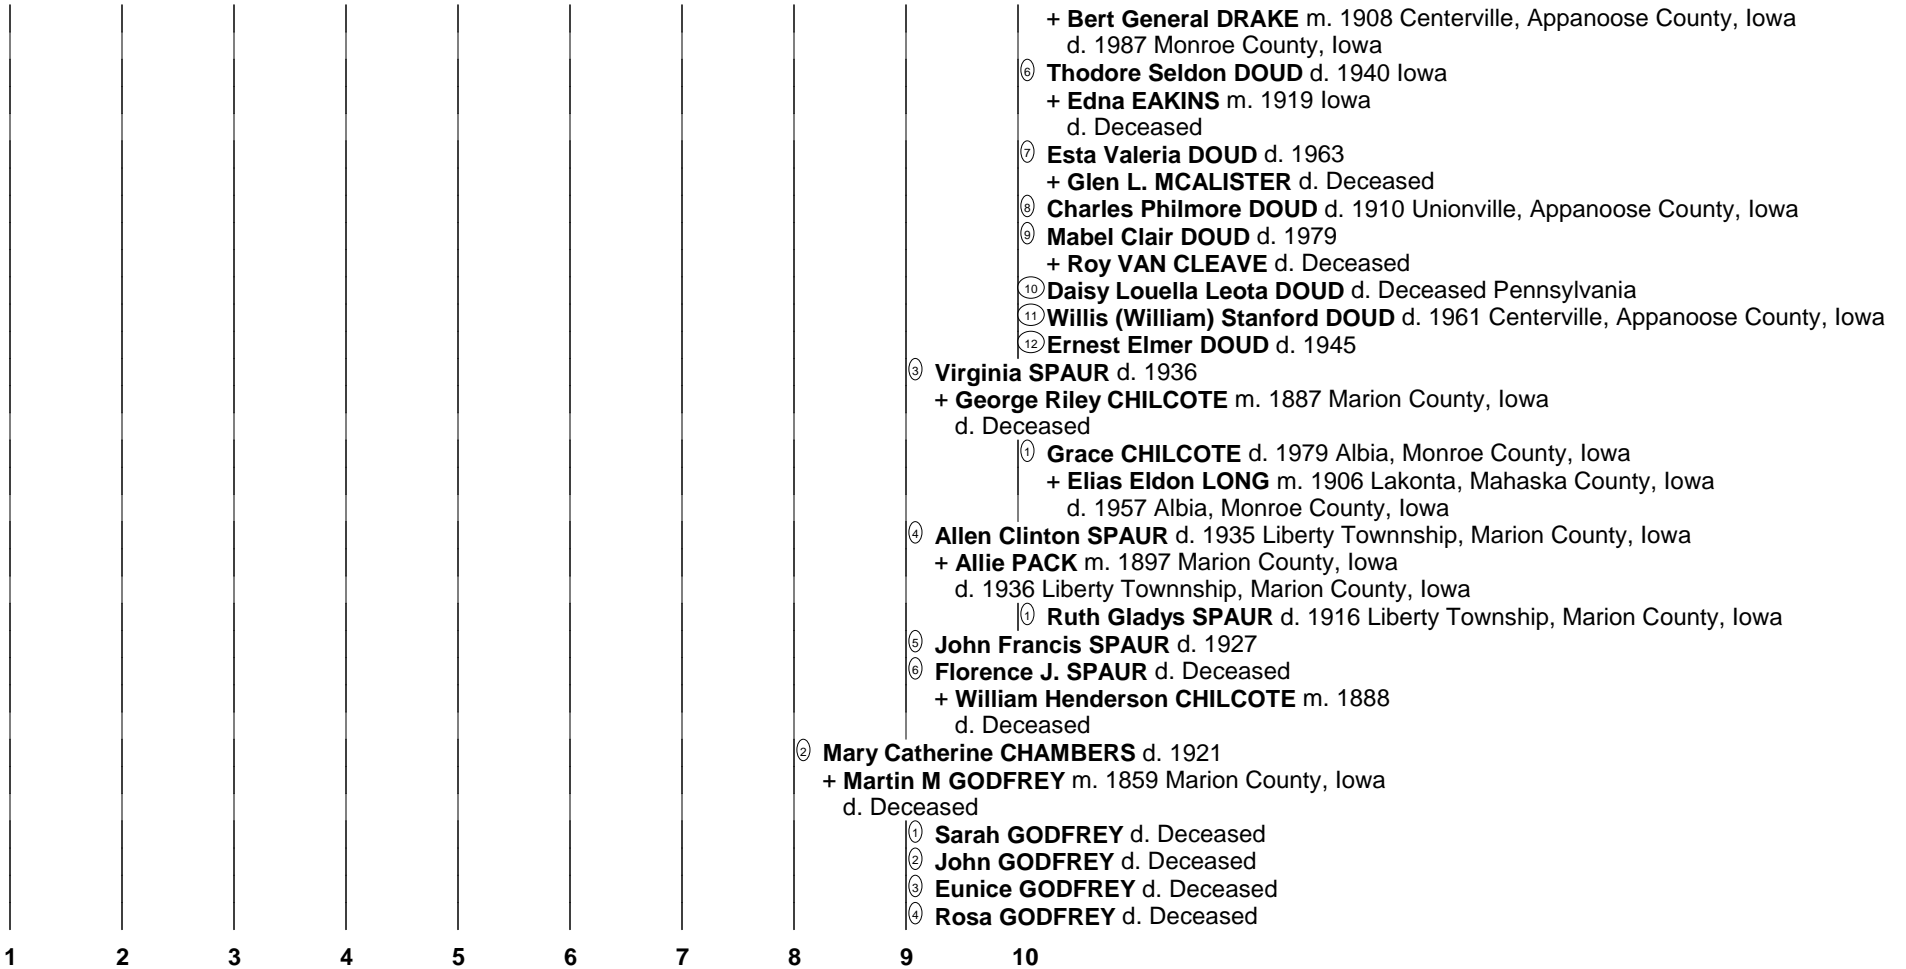 + Bert General DRAKE m. 1908 Centerville, Appanoose County, Iowa
d. 1987 Monroe County, Iowa
6 Thodore Seldon DOUD d. 1940 Iowa
+ Edna EAKINS m. 1919 Iowa
d. Deceased
7 Esta Valeria DOUD d. 1963
+ Glen L. MCALISTER d. Deceased
8 Charles Philmore DOUD d. 1910 Unionville, Appanoose County, Iowa
9 Mabel Clair DOUD d. 1979
+ Roy VAN CLEAVE d. Deceased
10 Daisy Louella Leota DOUD d. Deceased Pennsylvania
11 Willis (William) Stanford DOUD d. 1961 Centerville, Appanoose County, Iowa
12 Ernest Elmer DOUD d. 1945
3 Virginia SPAUR d. 1936
+ George Riley CHILCOTE m. 1887 Marion County, Iowa
d. Deceased
1 Grace CHILCOTE d. 1979 Albia, Monroe County, Iowa
+ Elias Eldon LONG m. 1906 Lakonta, Mahaska County, Iowa
d. 1957 Albia, Monroe County, Iowa
4 Allen Clinton SPAUR d. 1935 Liberty Townnship, Marion County, Iowa
+ Allie PACK m. 1897 Marion County, Iowa
d. 1936 Liberty Townnship, Marion County, Iowa
1 Ruth Gladys SPAUR d. 1916 Liberty Township, Marion County, Iowa
5 John Francis SPAUR d. 1927
6 Florence J. SPAUR d. Deceased
+ William Henderson CHILCOTE m. 1888
d. Deceased
2 Mary Catherine CHAMBERS d. 1921
+ Martin M GODFREY m. 1859 Marion County, Iowa
d. Deceased
1 Sarah GODFREY d. Deceased
2 John GODFREY d. Deceased
3 Eunice GODFREY d. Deceased
4 Rosa GODFREY d. Deceased
1 2 3 4 5 6 7 8 9 10